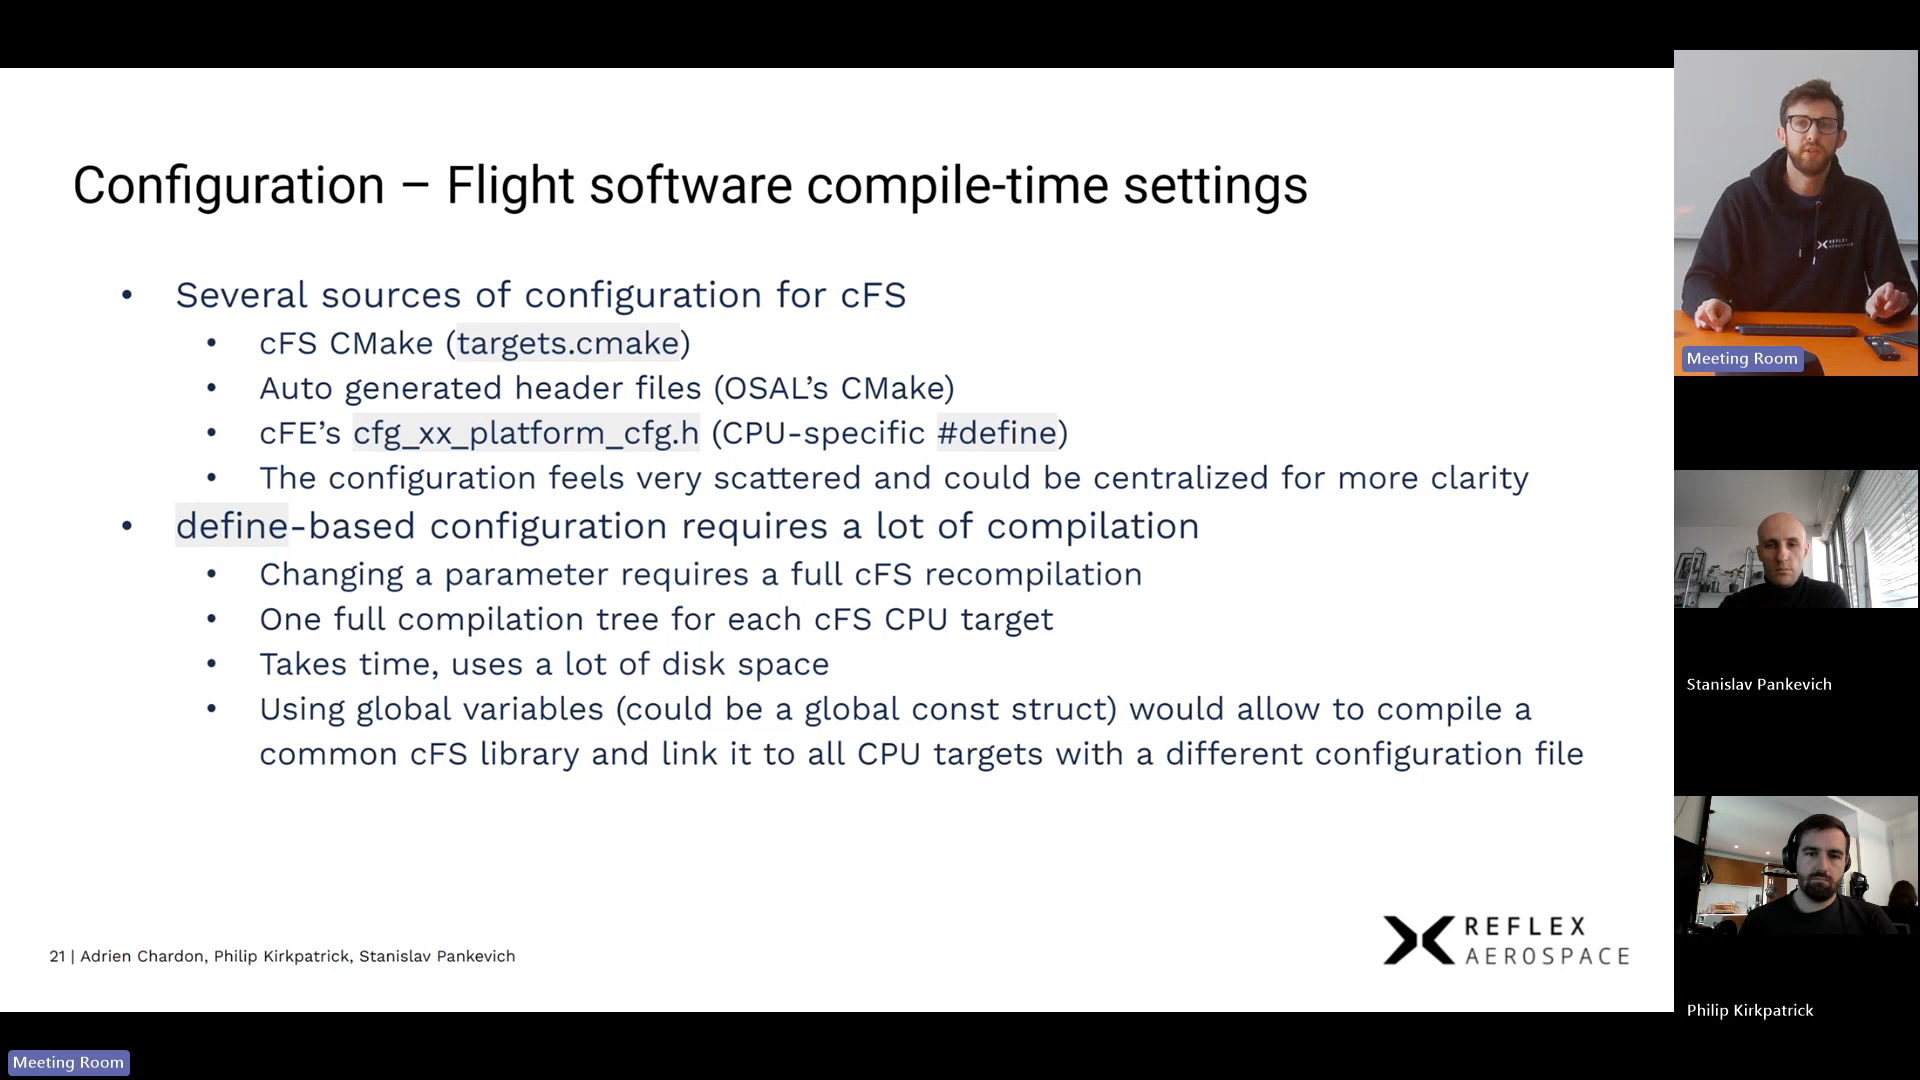 Configuration – Flight software compile-time settings
• Several sources of configuration for cFS
• cFS CMake (targets.cmake)
• Auto generated header files (OSAL’s CMake)
• cFE’s cfg_xx_platform_cfg.h (CPU-specific #define)
• The configuration feels very scattered and could be centralized for more clarity
• define-based configuration requires a lot of compilation
• Changing a parameter requires a full cFS recompilation
• One full compilation tree for each cFS CPU target
• Takes time, uses a lot of disk space
• Using global variables (could be a global const struct) would allow to compile a
common cFS library and link it to all CPU targets with a different configuration file
21 | Adrien Chardon, Philip Kirkpatrick, Stanislav Pankevich
REFLEX
AEROSPACE
REFLEX
AEROSPACE
Meeting Room
Stanislav Pankevich
Philip Kirkpatrick
Meeting Room